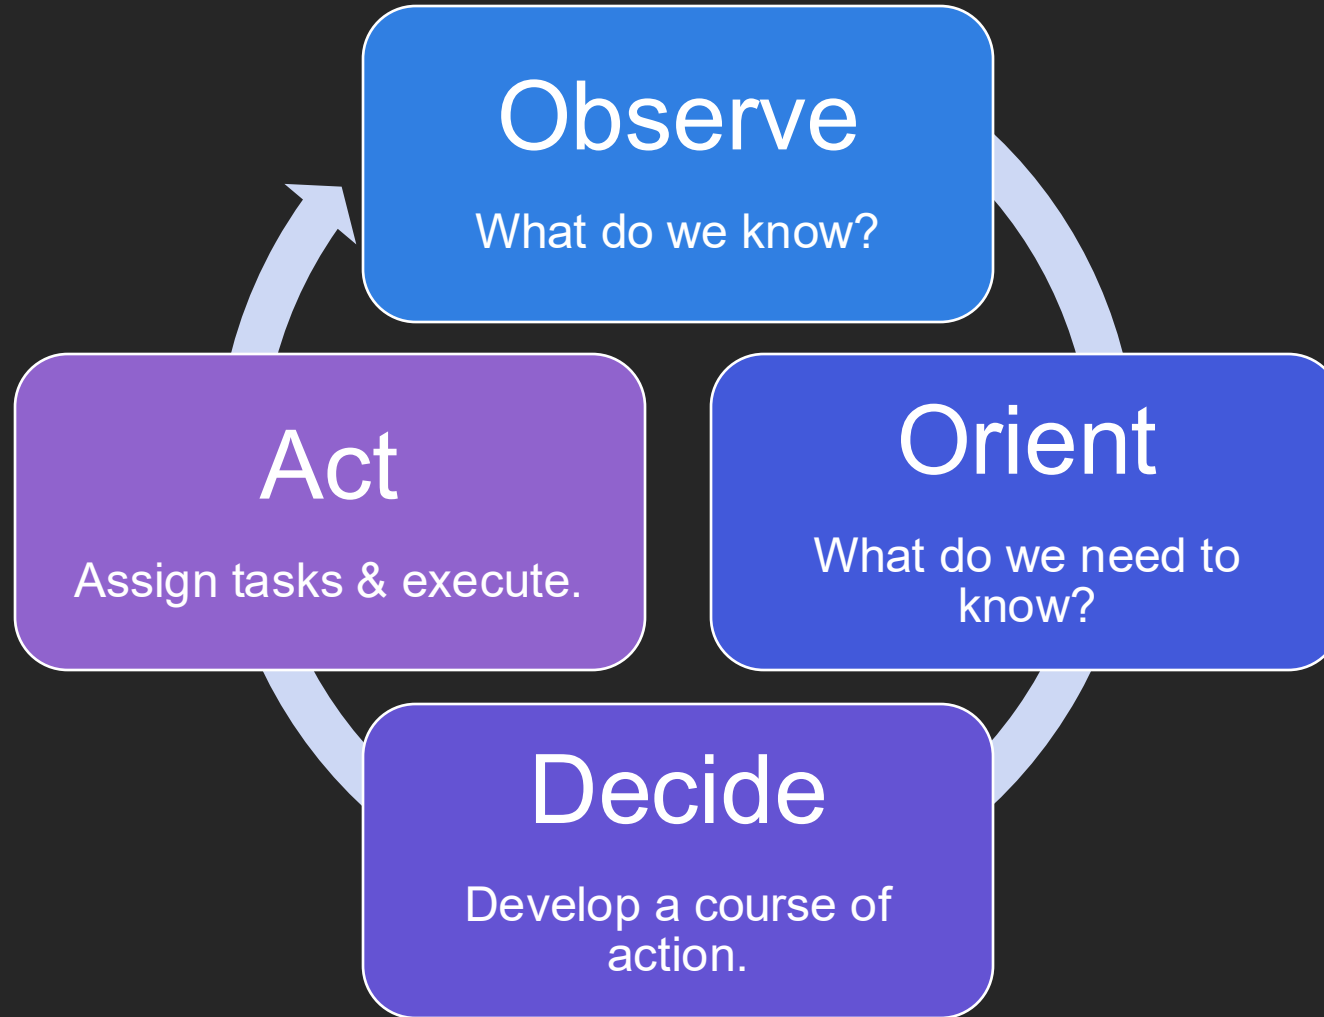 Observe
What do we know?
Orient
What do we need to
know?
Decide
Develop a course of
action.
Act
Assign tasks & execute.